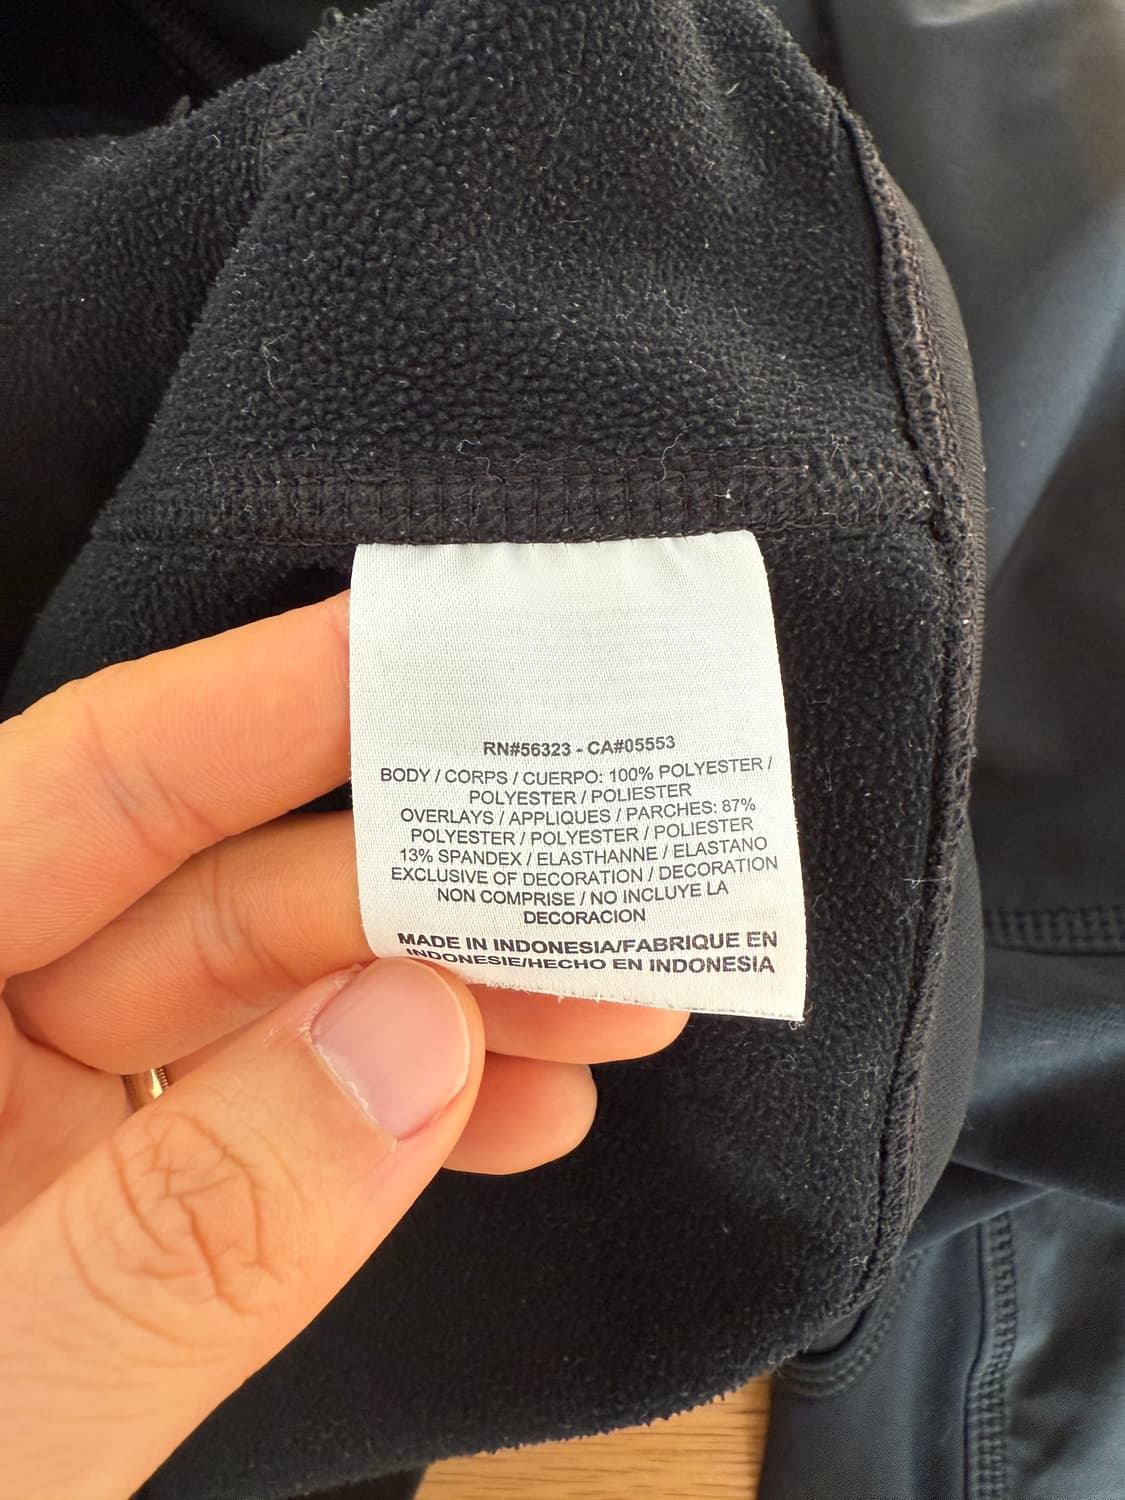 RN#56323 - CA#05553
BODY / CORPS / CUERPO: 100% POLYESTER /
POLYESTER / POLIESTER
OVERLAYS / APPLIQUES / PARCHES: 87%
POLYESTER / POLYESTER / POLIESTER
13% SPANDEX / ELASTHANNE / ELASTANO
EXCLUSIVE OF DECORATION / DECORATION
NON COMPRISE / NO INCLUYE LA
DECORACION
MADE IN INDONESIA/FABRIQUE EN
INDONESIE/HECHO EN INDONESIA